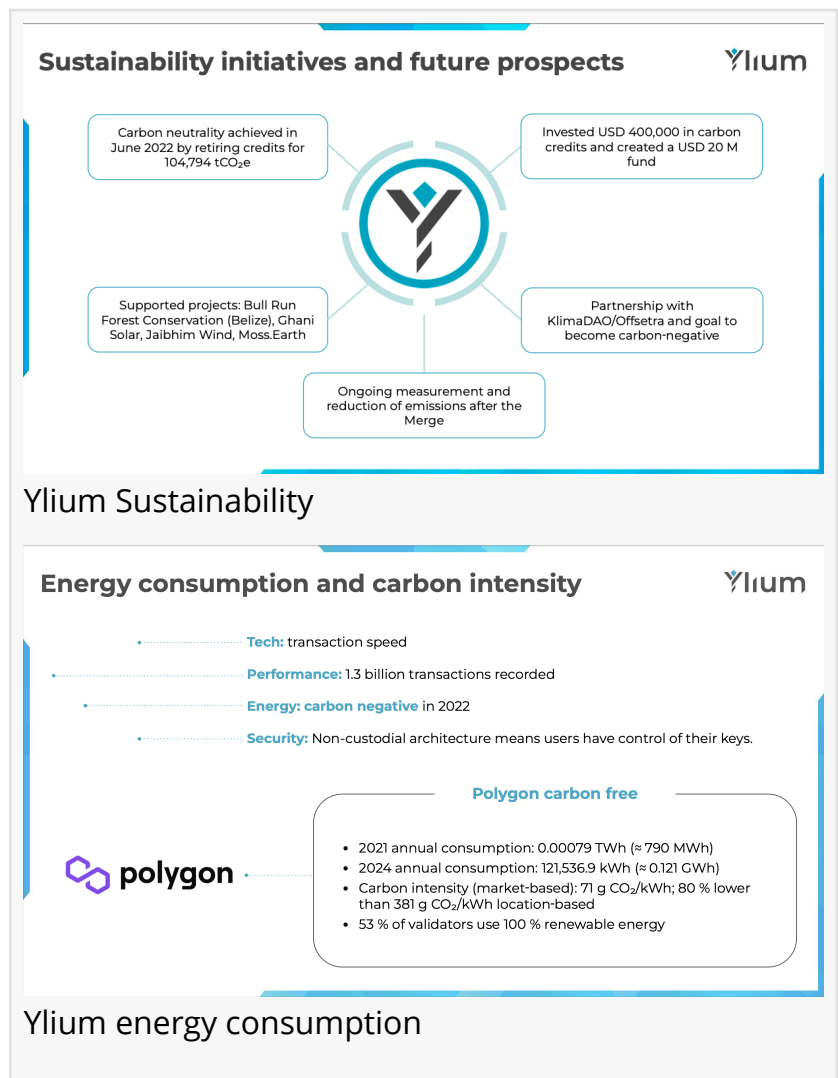 Sustainability initiatives and future prospects
Ylium
Carbon neutrality achieved in
June 2022 by retiring credits for
104,794 tCO₂e
Invested USD 400,000 in carbon
credits and created a USD 20 M
fund
Supported projects: Bull Run
Forest Conservation (Belize), Ghani
Solar, Jaibhim Wind, Moss.Earth
Partnership with
KlimaDAO/Offsetra and goal to
become carbon-negative
Ongoing measurement and
reduction of emissions after the
Merge
Ylium Sustainability
Energy consumption and carbon intensity
Ylium
Tech: transaction speed
Performance: 1.3 billion transactions recorded
Energy: carbon negative in 2022
Security: Non-custodial architecture means users have control of their keys.
Polygon carbon free
polygon
• 2021 annual consumption: 0.00079 TWh (≈ 790 MWh)
• 2024 annual consumption: 121,536.9 kWh (≈ 0.121 GWh)
• Carbon intensity (market-based): 71 g CO₂/kWh; 80 % lower
than 381 g CO₂/kWh location-based
• 53 % of validators use 100 % renewable energy
Ylium energy consumption